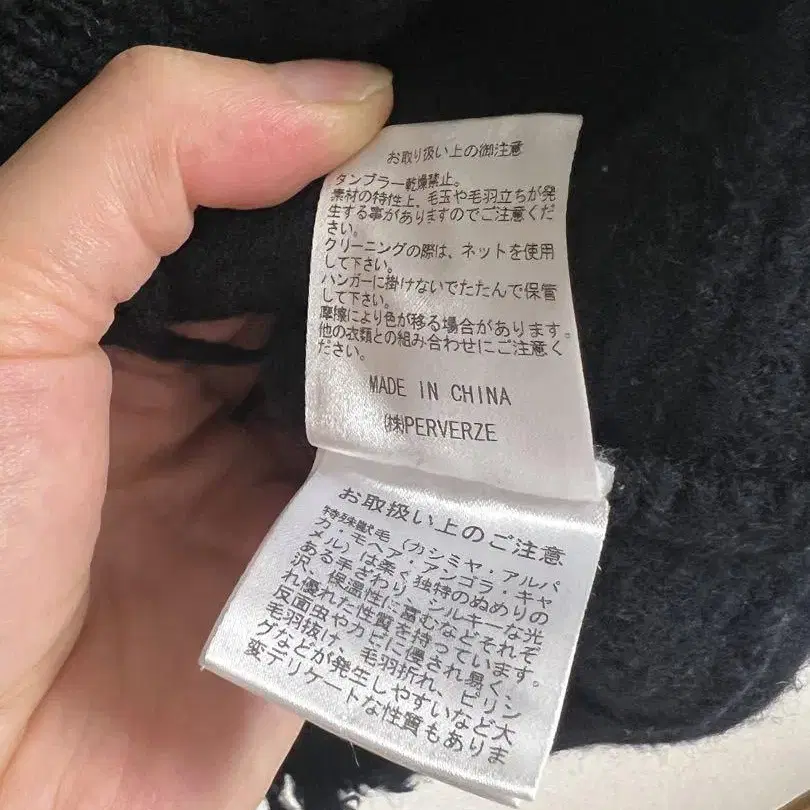 お取り扱い上の御注意
タンブラー乾燥禁止。
素材の特性上、毛玉や毛羽立ちが発
生する事がありますのでご注意くだ
さい。
クリーニングの際は、ネットを使用
して下さい。
ハンガーに掛けないでたたんで保管
して下さい。
摩擦により色が移る場合があります。
他の衣類との組み合わせにご注意く
ださい。
MADE IN CHINA
(株)PERVERZE
お取扱い上のご注意
特殊獣毛(カシミヤ・アルパ
カ・モヘア・アンゴラ・キャ
メル)は柔く独特のぬめりの
ある手ざわり、シルキーな光
沢、保温性に富むなどそれぞ
れ優れた性質を持っています。
反面虫やカビに侵され易く、
毛羽抜け、毛羽折れ、ピリン
グなどが発生しやすいなど大
変デリケートな性質もありま